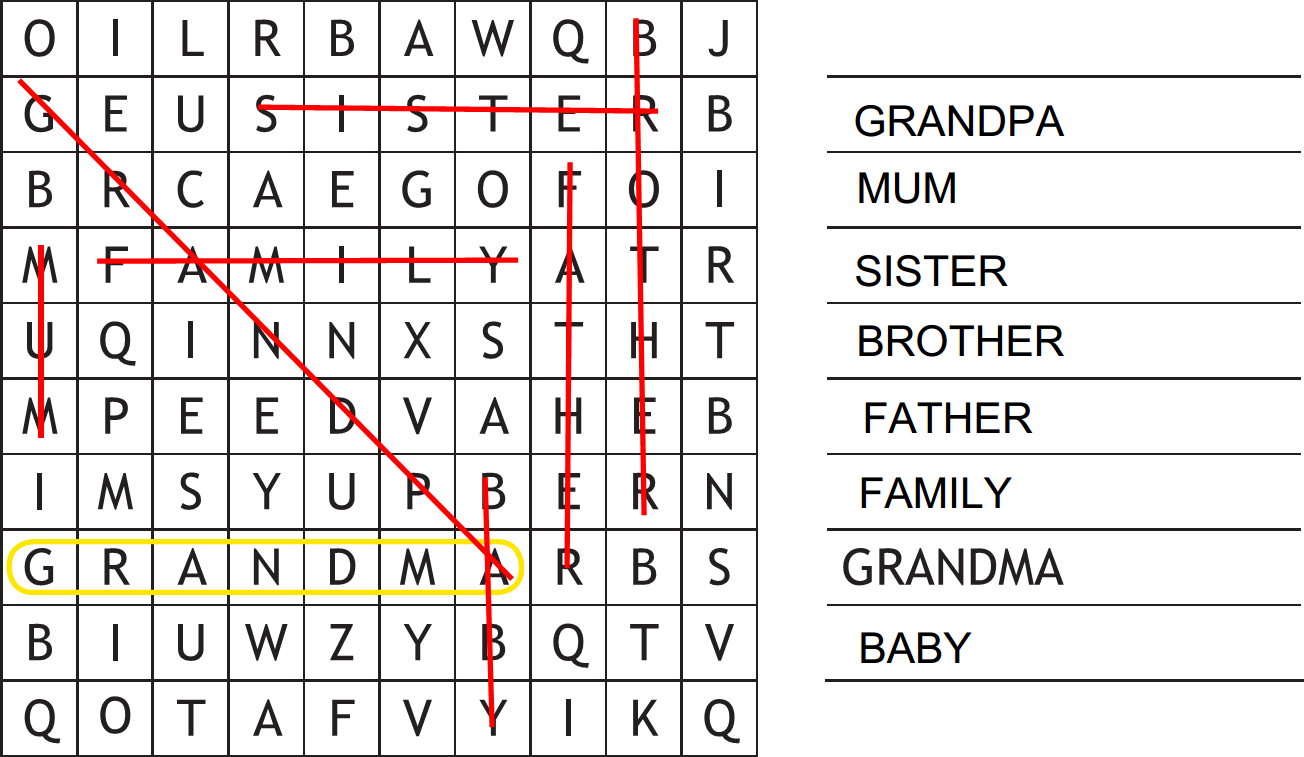 O I L R B A W Q B J
G E U S I S T E R B
B R C A E G O F O I
M F A M I L Y A T R
U Q I N N X S T H T
M P E E D V A H E B
I M S Y U P B E R N
G R A N D M A R B S
B I U W Z Y B Q T V
Q O T A F V Y I K Q
GRANDPA
MUM
SISTER
BROTHER
FATHER
FAMILY
GRANDMA
BABY